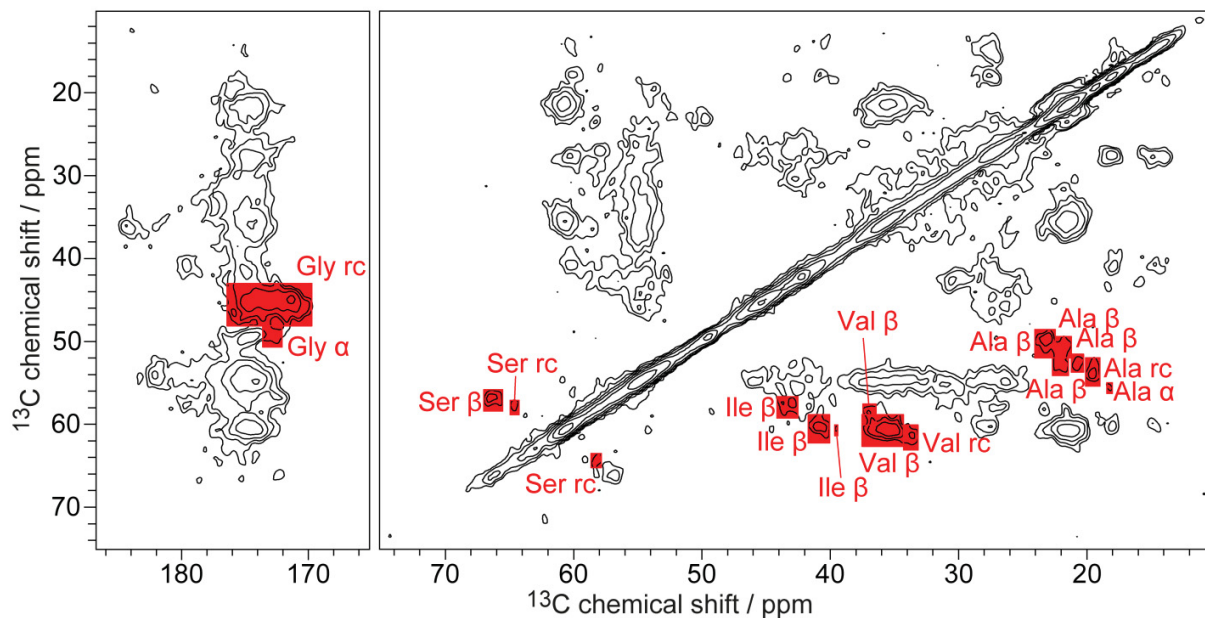 20
30
40
50
60
70
13C chemical shift / ppm
180
170
Gly rc
Gly α
70
60
50
40
30
20
13C chemical shift / ppm
Ser β
Ser rc
Ser rc
Val β
Ile β
Ile β
Ile β
Val β
Val rc
Ala β
Ala β
Ala β
Ala β
Ala rc
Ala α